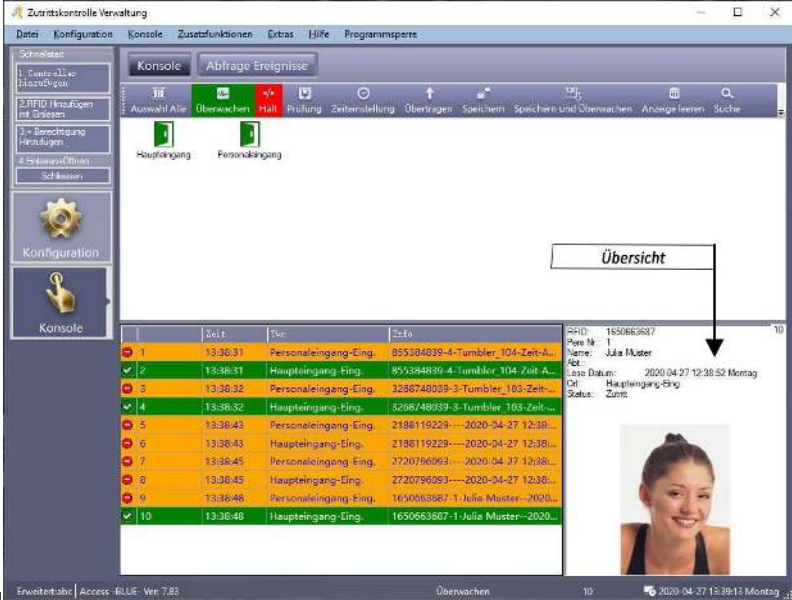 Zutrittskontrolle Verwaltung
Datei Konfiguration Konsole Zusatzfunktionen Extras Hilfe Programmsperre
Schnellstart
1. Controller
hinzufügen
2.RFID Hinzufügen
mit Einlesen
3.- Berechtigung
Hinzufügen
Schliessen
Konfiguration
Konsole
Konsole Abfrage Ereignisse
Auswahl Alle Überwachen Halt Prüfung Zeiteinstellung Übertragen Speichern Speichern und Überwachen Anzeige leeren Suche
Haupteingang Personaleingang
Übersicht
Zeit Tür Info
1 13:38:31 Personaleingang-Eing. 855384839-4-Tumbler_104-Zeit-A...
2 13:38:31 Haupteingang-Eing. 855384839-4-Tumbler_104-Zeit-A...
3 13:38:32 Personaleingang-Eing. 3268748039-3-Tumbler_103-Zeit-...
4 13:38:32 Haupteingang-Eing. 3268748039-3-Tumbler_103-Zeit-...
5 13:38:43 Personaleingang-Eing. 2188119229----2020-04-27 12:38:...
6 13:38:43 Haupteingang-Eing. 2188119229----2020-04-27 12:38:...
7 13:38:45 Personaleingang-Eing. 2720796093----2020-04-27 12:38:...
8 13:38:45 Haupteingang-Eing. 2720796093----2020-04-27 12:38:...
9 13:38:48 Personaleingang-Eing. 1650663687-1-Julia Muster--2020...
10 13:38:48 Haupteingang-Eing. 1650663687-1-Julia Muster--2020...
RFID: 1650663687 10
Pers Nr: 1
Name: Julia Muster
Abt.:
Lese Datum: 2020-04-27 12:38:52 Montag
Ort: Haupteingang-Eing.
Status: Zutritt
Erweitert:abc Access -BLUE- Ver: 7.83 Überwachen 10 2020-04-27 13:39:13 Montag